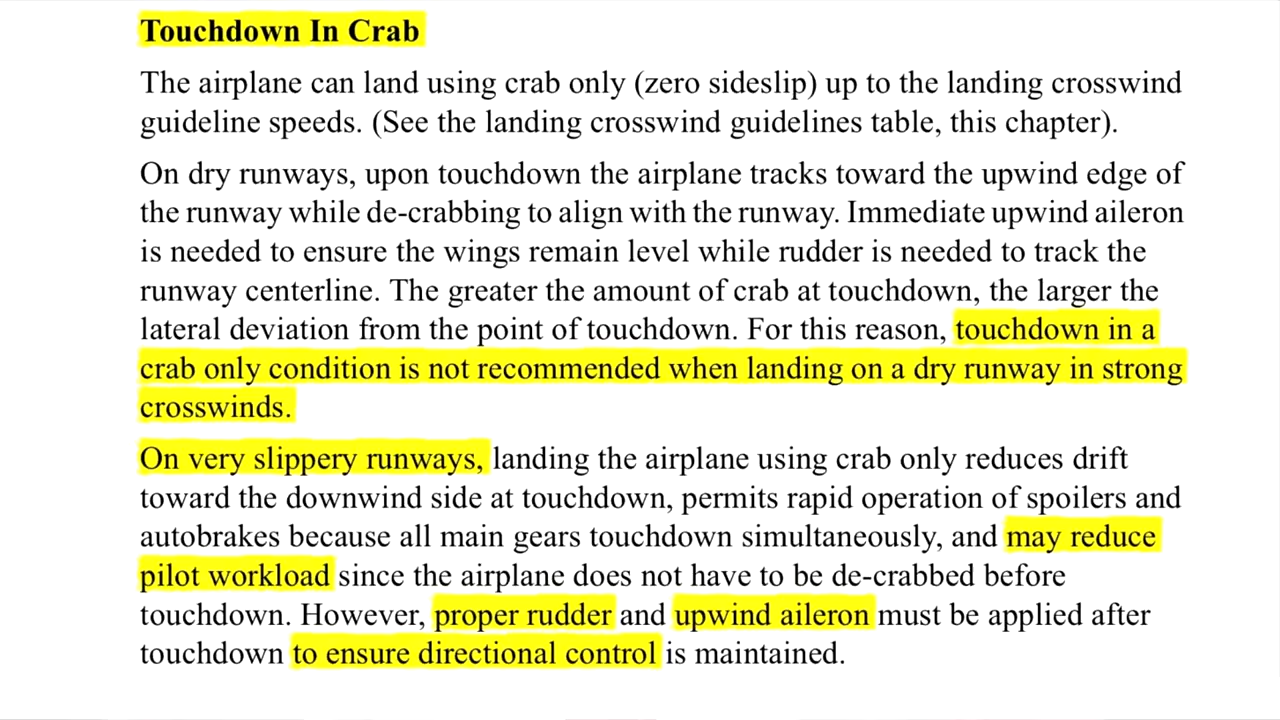 Touchdown In Crab
The airplane can land using crab only (zero sideslip) up to the landing crosswind
guideline speeds. (See the landing crosswind guidelines table, this chapter).
On dry runways, upon touchdown the airplane tracks toward the upwind edge of
the runway while de-crabbing to align with the runway. Immediate upwind aileron
is needed to ensure the wings remain level while rudder is needed to track the
runway centerline. The greater the amount of crab at touchdown, the larger the
lateral deviation from the point of touchdown. For this reason, touchdown in a
crab only condition is not recommended when landing on a dry runway in strong
crosswinds.
On very slippery runways, landing the airplane using crab only reduces drift
toward the downwind side at touchdown, permits rapid operation of spoilers and
autobrakes because all main gears touchdown simultaneously, and may reduce
pilot workload since the airplane does not have to be de-crabbed before
touchdown. However, proper rudder and upwind aileron must be applied after
touchdown to ensure directional control is maintained.